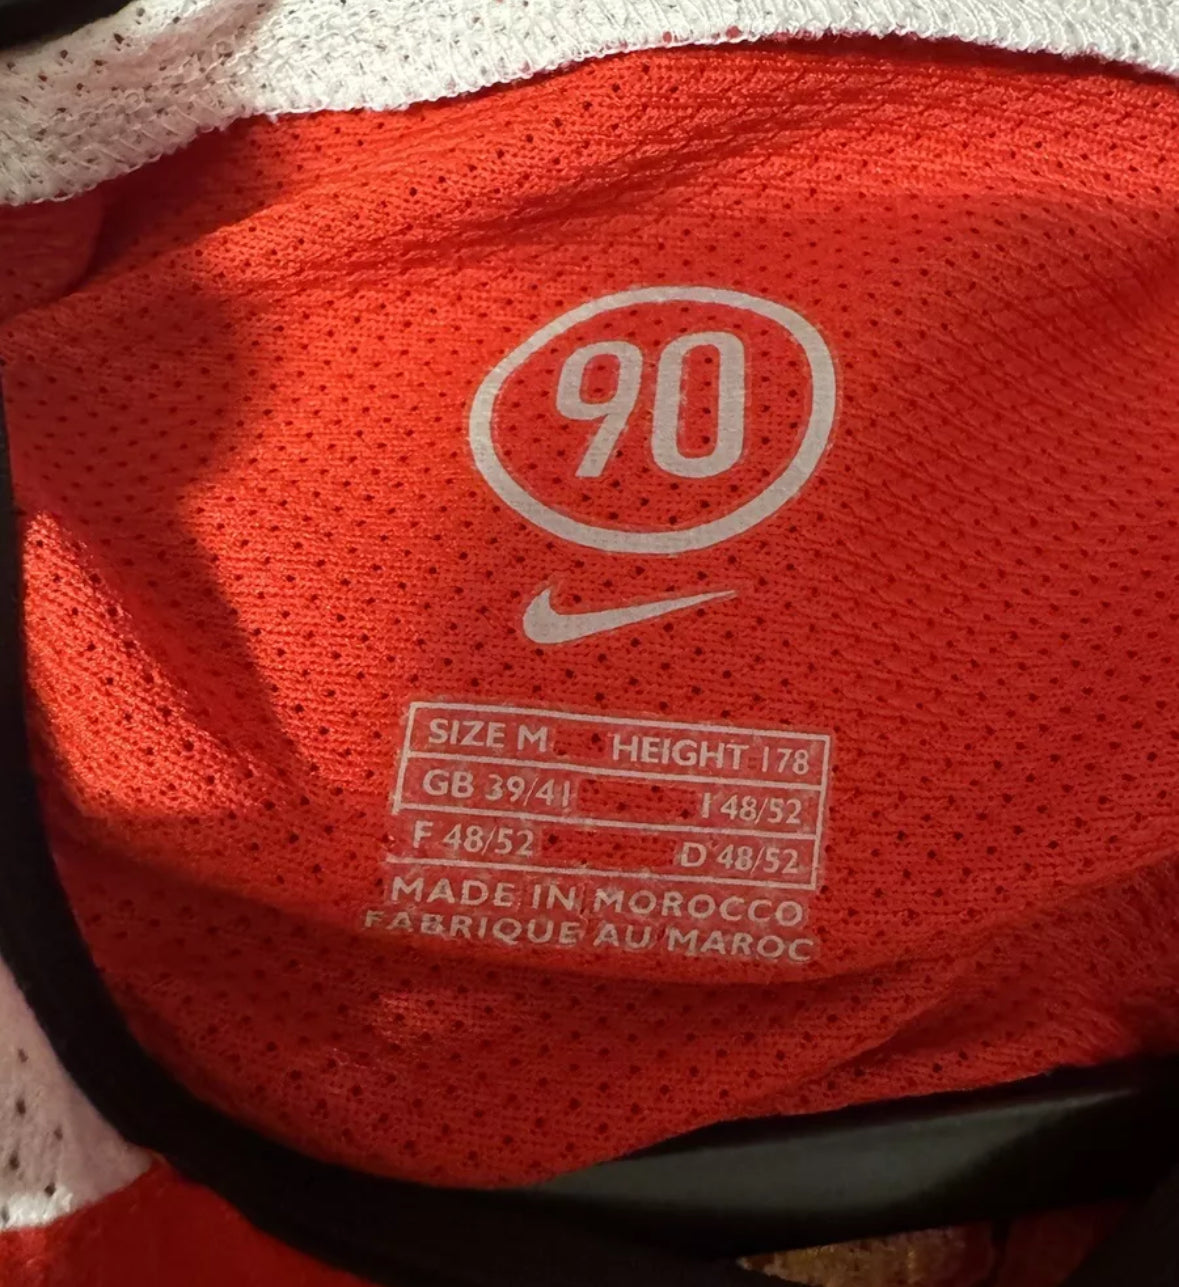 90
SIZE M HEIGHT 178
GB 39/41 I 48/52
F 48/52 D 48/52
MADE IN MOROCCO
FABRIQUE AU MAROC